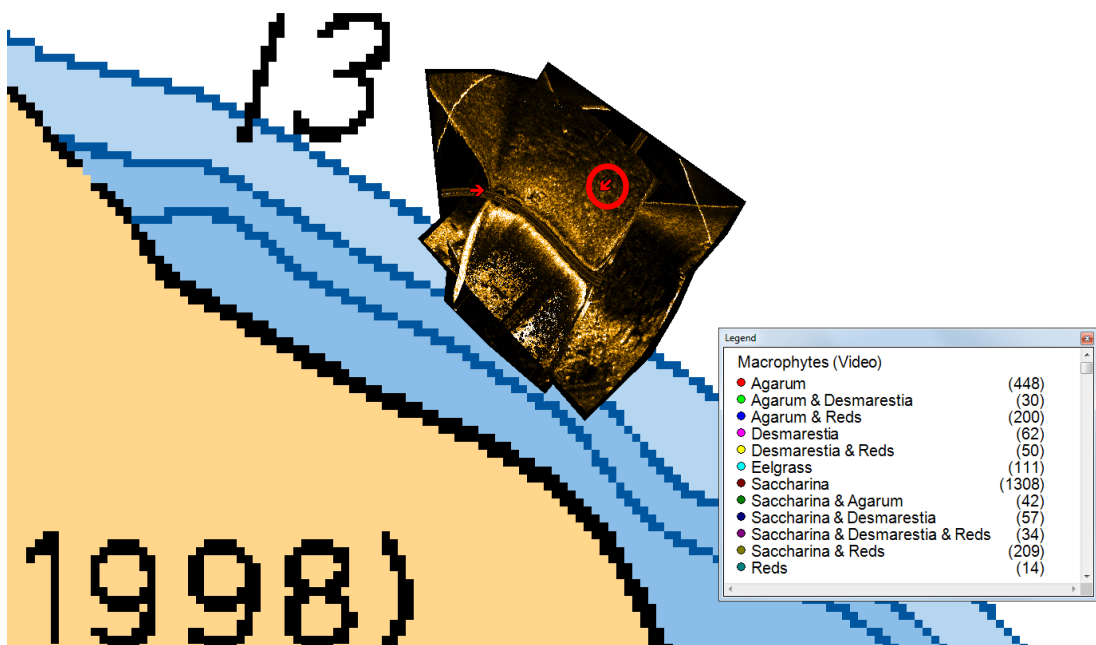 13
Legend
Macrophytes (Video)
Agarum (448)
Agarum & Desmarestia (30)
Agarum & Reds (200)
Desmarestia (62)
Desmarestia & Reds (50)
Eelgrass (111)
Saccharina (1308)
Saccharina & Agarum (42)
Saccharina & Desmarestia (57)
Saccharina & Desmarestia & Reds (34)
Saccharina & Reds (209)
Reds (14)
1998)